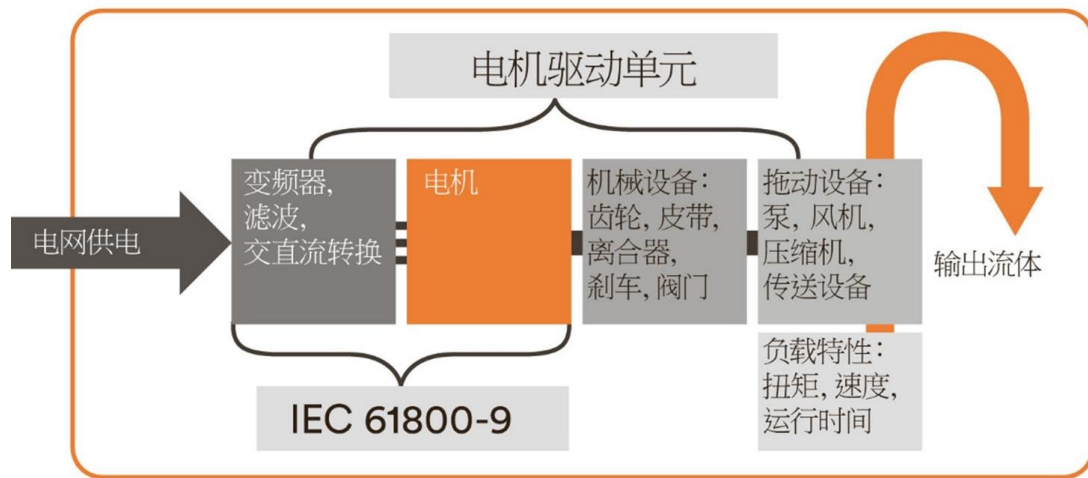 电机驱动单元
电网供电
变频器,
滤波,
交直流转换
电机
机械设备：
齿轮, 皮带,
离合器,
刹车, 阀门
拖动设备：
泵, 风机,
压缩机,
传送设备
输出流体
负载特性：
扭矩, 速度,
运行时间
IEC 61800-9